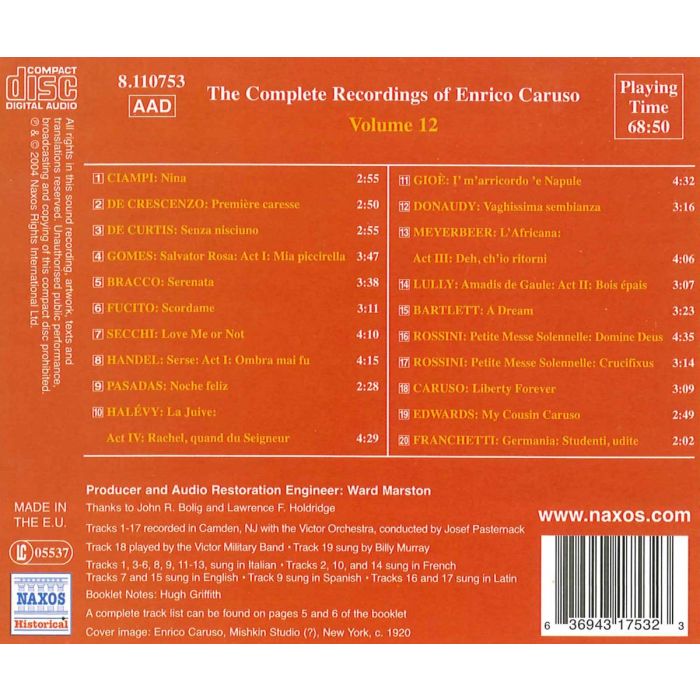 COMPACT
disc
DIGITAL AUDIO
8.110753
AAD
The Complete Recordings of Enrico Caruso
Volume 12
Playing
Time
68:50
All rights in this sound recording, artwork, texts and
translations reserved. Unauthorised public performance,
broadcasting and copying of this compact disc prohibited.
℗ & © 2004 Naxos Rights International Ltd.
1 CIAMPI: Nina 2:55
2 DE CRESCENZO: Première caresse 2:50
3 DE CURTIS: Senza nisciuno 2:55
4 GOMES: Salvator Rosa: Act I: Mia piccirella 3:47
5 BRACCO: Serenata 3:38
6 FUCITO: Scordame 3:11
7 SECCHI: Love Me or Not 4:10
8 HANDEL: Serse: Act I: Ombra mai fu 4:15
9 PASADAS: Noche feliz 2:28
10 HALÉVY: La Juive:
Act IV: Rachel, quand du Seigneur 4:29
11 GIOÈ: I' m'arricordo 'e Napule 4:32
12 DONAUDY: Vaghissima sembianza 3:16
13 MEYERBEER: L'Africana:
Act III: Deh, ch'io ritorni 4:06
14 LULLY: Amadis de Gaule: Act II: Bois épais 3:07
15 BARTLETT: A Dream 3:23
16 ROSSINI: Petite Messe Solennelle: Domine Deus 4:35
17 ROSSINI: Petite Messe Solennelle: Crucifixus 3:14
18 CARUSO: Liberty Forever 3:09
19 EDWARDS: My Cousin Caruso 2:49
20 FRANCHETTI: Germania: Studenti, udite 2:02
Producer and Audio Restoration Engineer: Ward Marston
Thanks to John R. Bolig and Lawrence F. Holdridge
Tracks 1-17 recorded in Camden, NJ with the Victor Orchestra, conducted by Josef Pasternack
Track 18 played by the Victor Military Band • Track 19 sung by Billy Murray
Tracks 1, 3-6, 8, 9, 11-13, sung in Italian • Tracks 2, 10, and 14 sung in French
Tracks 7 and 15 sung in English • Track 9 sung in Spanish • Tracks 16 and 17 sung in Latin
Booklet Notes: Hugh Griffith
A complete track list can be found on pages 5 and 6 of the booklet
Cover image: Enrico Caruso, Mishkin Studio (?), New York, c. 1920
MADE IN
THE E.U.
LC 05537
NAXOS
Historical
www.naxos.com
6 36943 17532 3